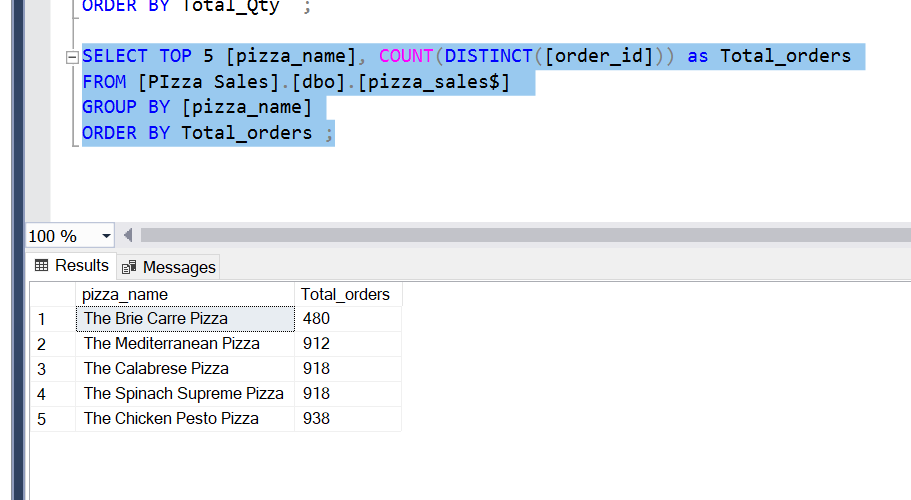 ORDER BY Total_Qty  ;
SELECT TOP 5 [pizza_name], COUNT(DISTINCT([order_id])) as Total_orders
FROM [PIzza Sales].[dbo].[pizza_sales$]
GROUP BY [pizza_name]
ORDER BY Total_orders ;
100 %
Results Messages
pizza_name Total_orders
1 The Brie Carre Pizza 480
2 The Mediterranean Pizza 912
3 The Calabrese Pizza 918
4 The Spinach Supreme Pizza 918
5 The Chicken Pesto Pizza 938